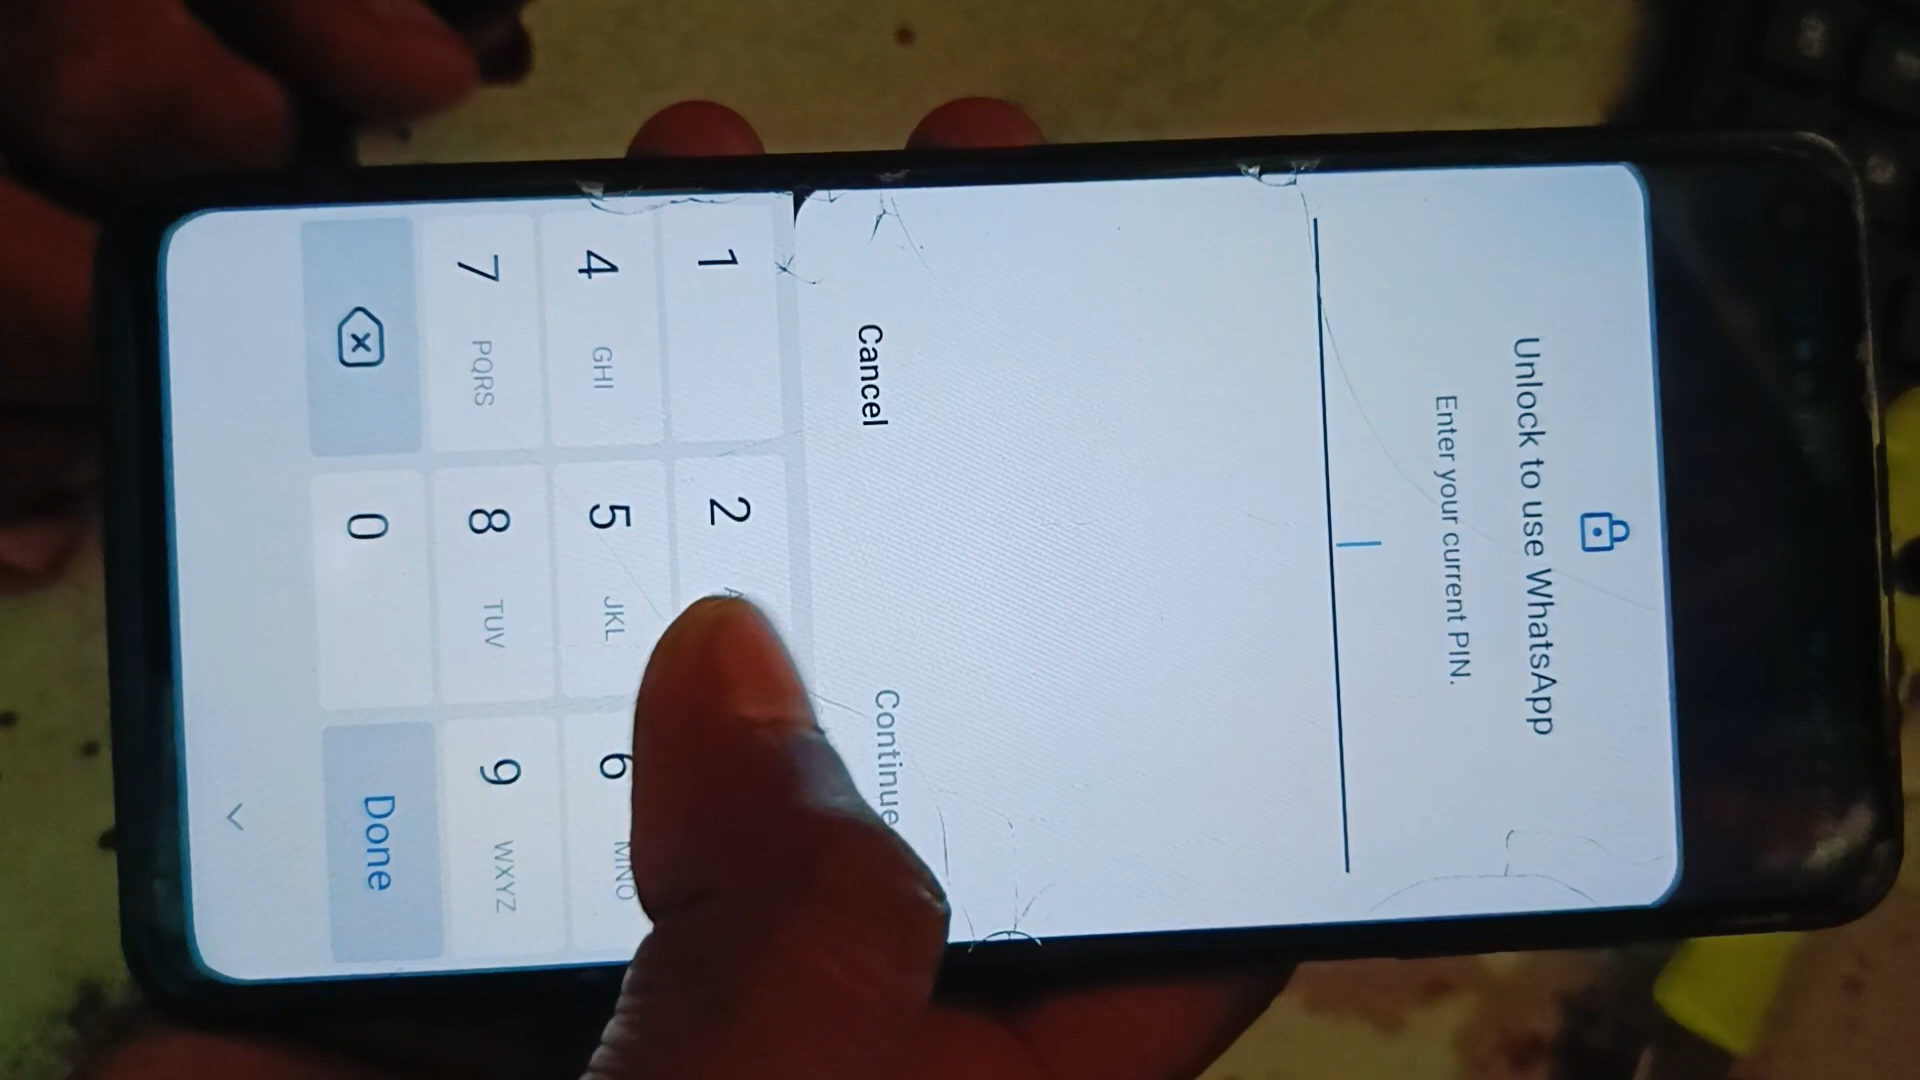 Unlock to use WhatsApp
Enter your current PIN.
Cancel Continue
1 2
4 GHI 5 JKL 6 MNO
7 PQRS 8 TUV 9 WXYZ
0 Done